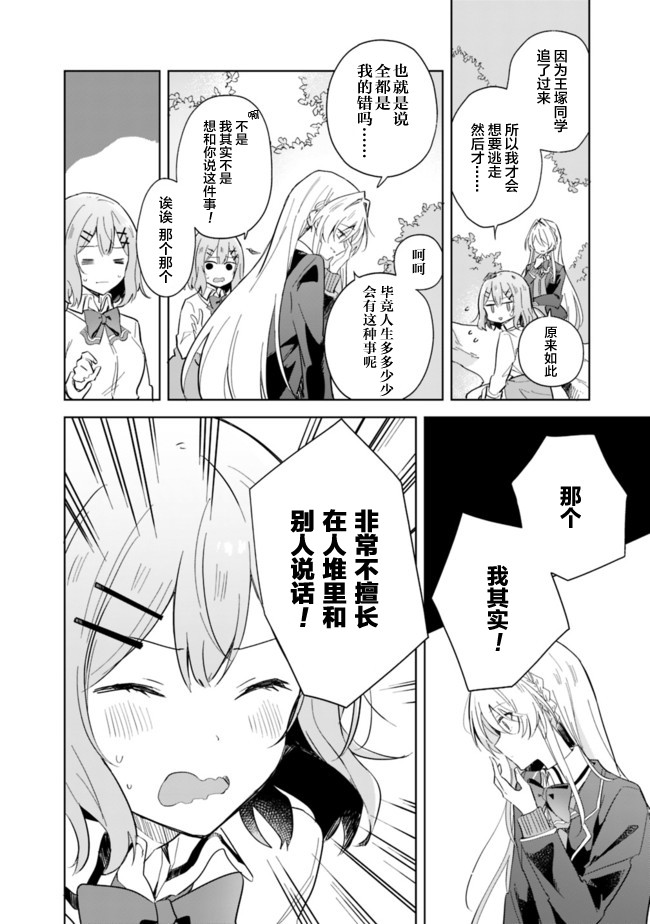 因为王塚同学
追了过来
所以我才会
想要逃走
然后才……
原来如此
也就是说
全都是
我的错吗……
呵呵
毕竟人生多多少少
会有这种事呢
啊
不是
我其实不是
想和你说这件事！
诶诶 那个那个
那个
我其实！
非常不擅长
在人堆里和
别人说话！